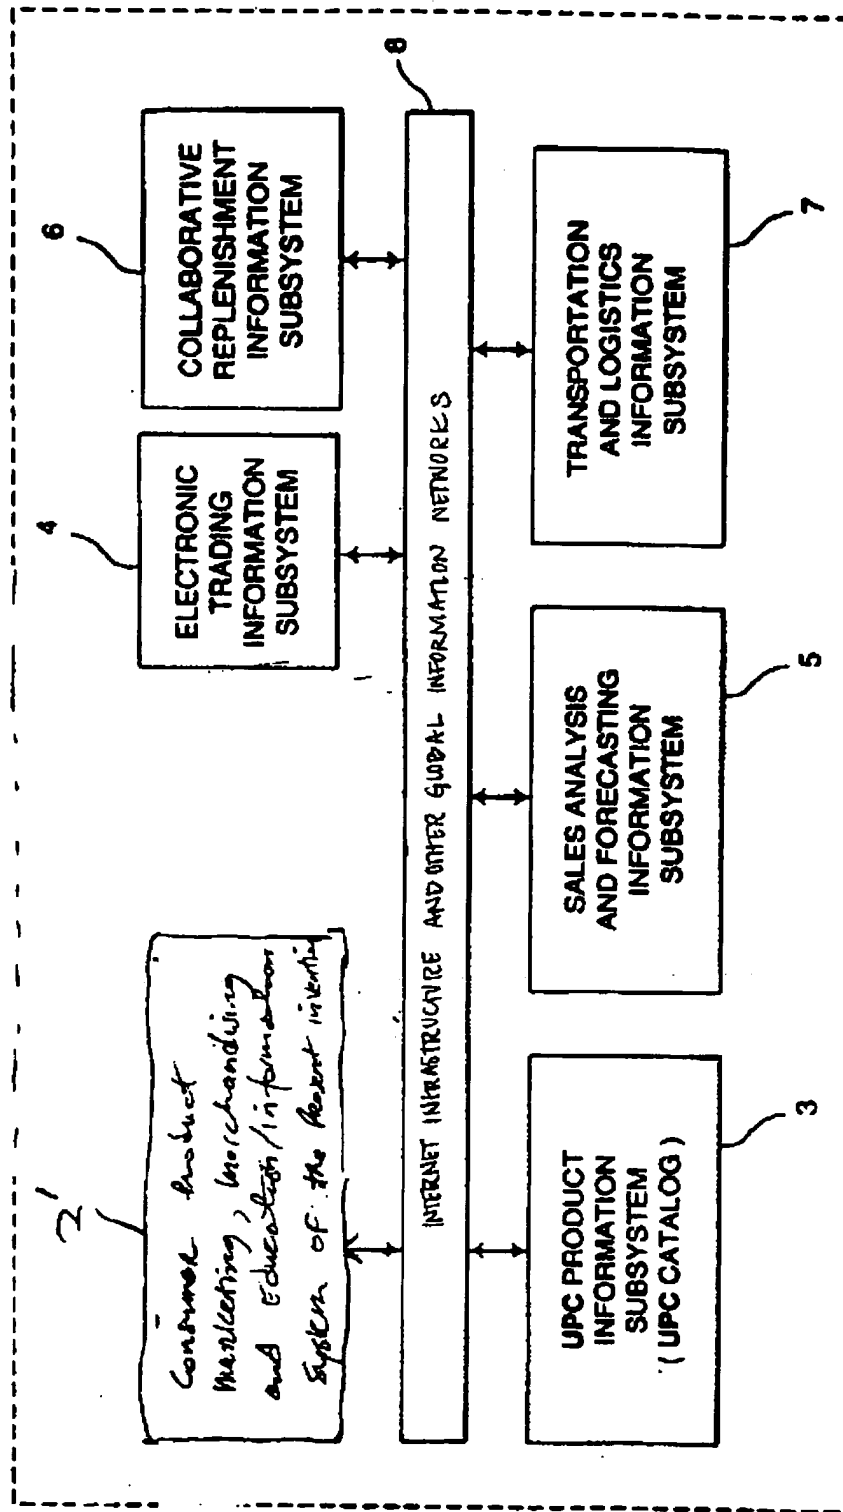 2'
Consumer Product
Marketing, Merchandising
and Education/Information
System of the Present invention
4
ELECTRONIC
TRADING
INFORMATION
SUBSYSTEM
6
COLLABORATIVE
REPLENISHMENT
INFORMATION
SUBSYSTEM
INTERNET INFRASTRUCTURE AND OTHER GLOBAL INFORMATION NETWORKS
8
UPC PRODUCT
INFORMATION
SUBSYSTEM
( UPC CATALOG )
3
SALES ANALYSIS
AND FORECASTING
INFORMATION
SUBSYSTEM
5
TRANSPORTATION
AND LOGISTICS
INFORMATION
SUBSYSTEM
7